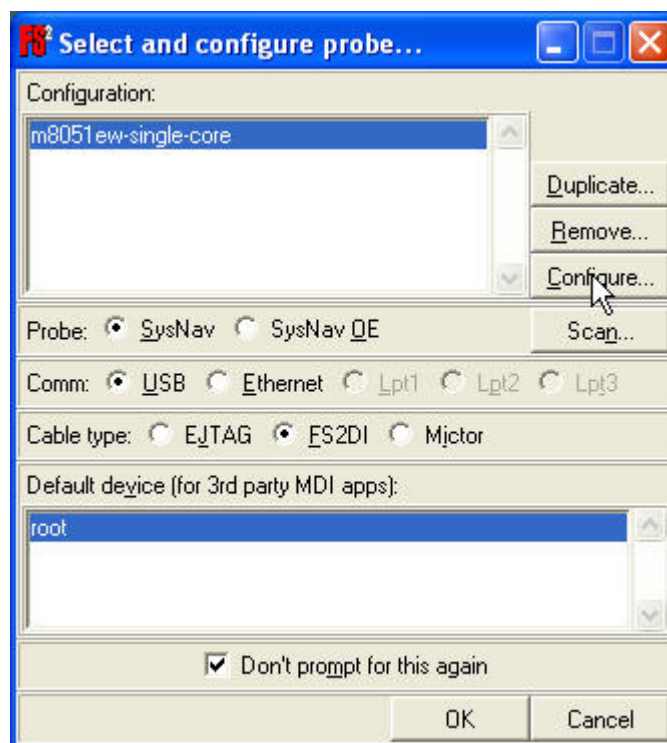 FS² Select and configure probe...
Configuration:
m8051ew-single-core
Duplicate...
Remove...
Configure...
Probe: SysNav SysNav OE Scan...
Comm: USB Ethernet Lpt1 Lpt2 Lpt3
Cable type: EJTAG FS2DI Mictor
Default device (for 3rd party MDI apps):
root
Don't prompt for this again
OK Cancel